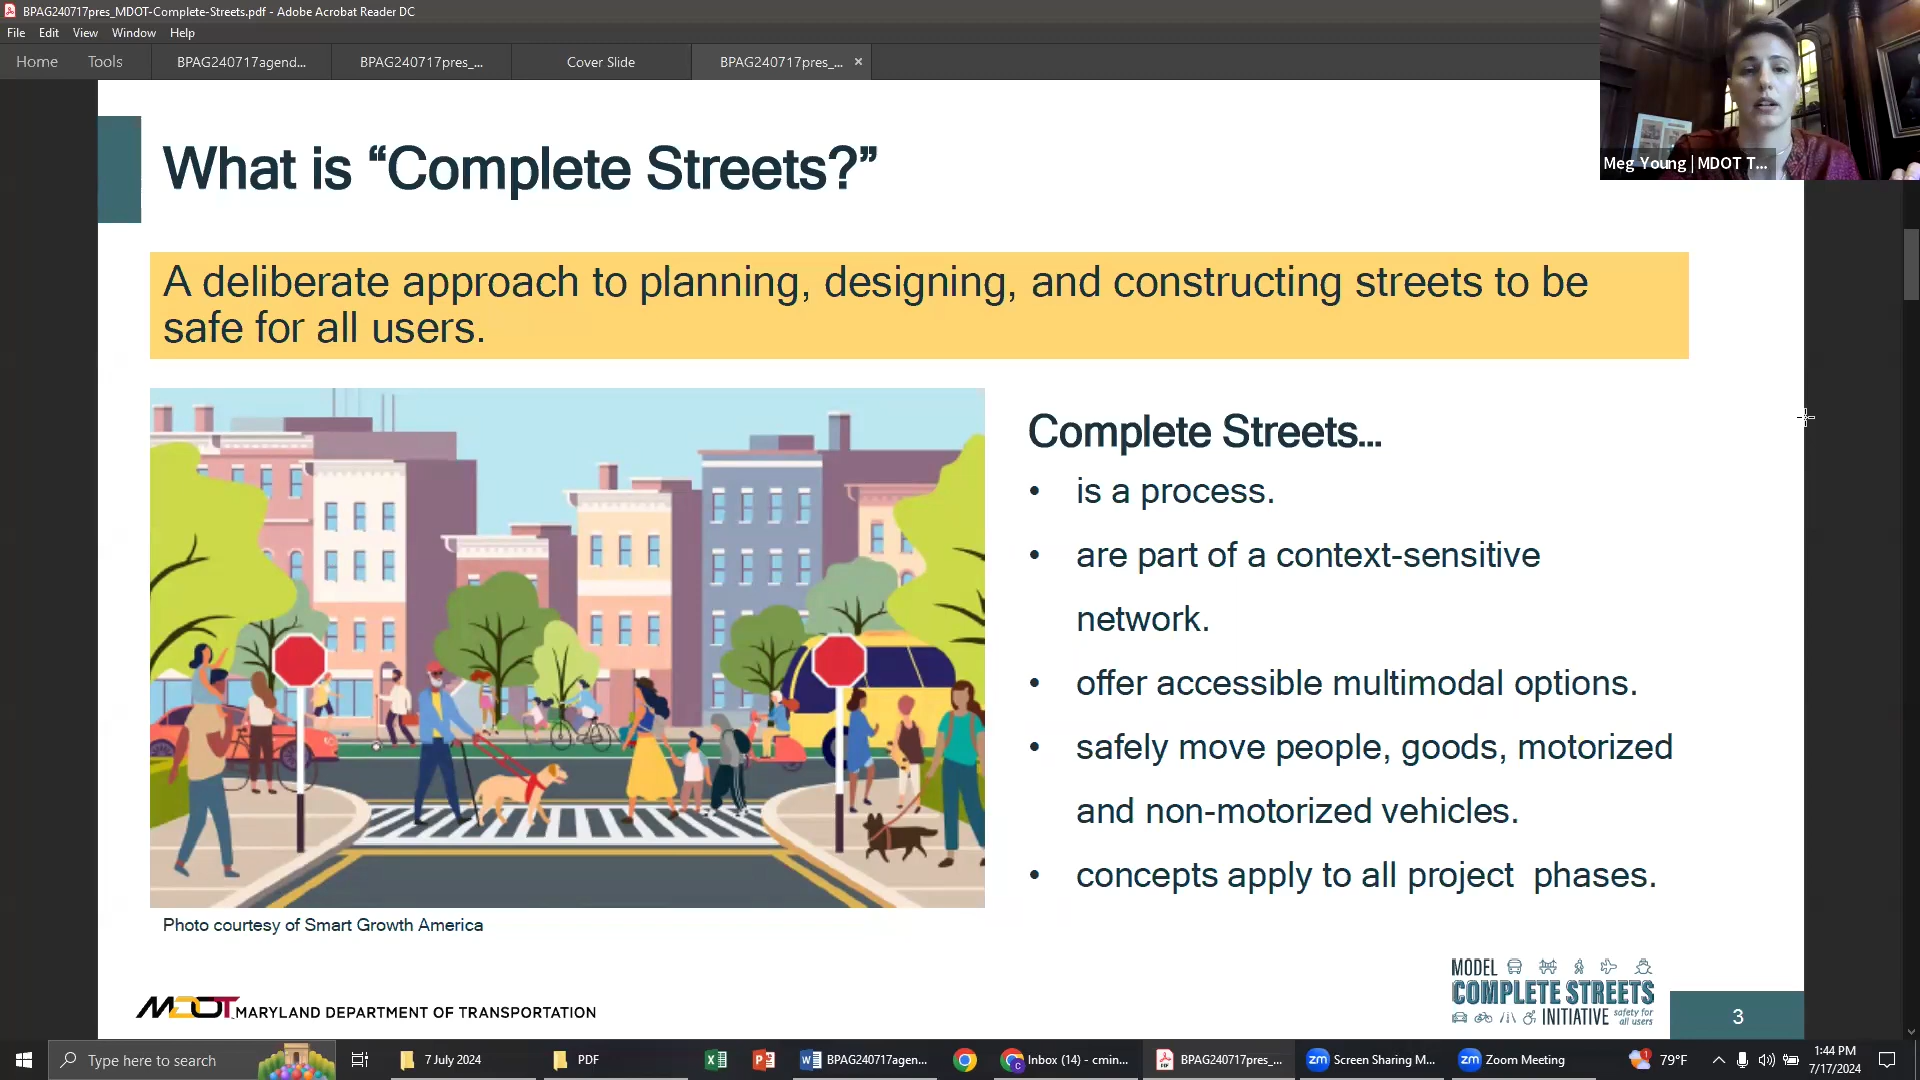 BPAG240717pres_MDOT-Complete-Streets.pdf - Adobe Acrobat Reader DC
File Edit View Window Help
Home Tools BPAG240717agend... BPAG240717pres_... Cover Slide BPAG240717pres_... ×
Meg Young | MDOT T...
What is “Complete Streets?”
A deliberate approach to planning, designing, and constructing streets to be
safe for all users.
Complete Streets...
• is a process.
• are part of a context-sensitive
network.
• offer accessible multimodal options.
• safely move people, goods, motorized
and non-motorized vehicles.
• concepts apply to all project phases.
Photo courtesy of Smart Growth America
MDOT MARYLAND DEPARTMENT OF TRANSPORTATION
MODEL
COMPLETE STREETS
INITIATIVE safety for
all users
3
Type here to search
7 July 2024
PDF
BPAG240717agen...
Inbox (14) - cmin...
BPAG240717pres_...
zm Screen Sharing M...
zm Zoom Meeting
1
79°F
1:44 PM
7/17/2024